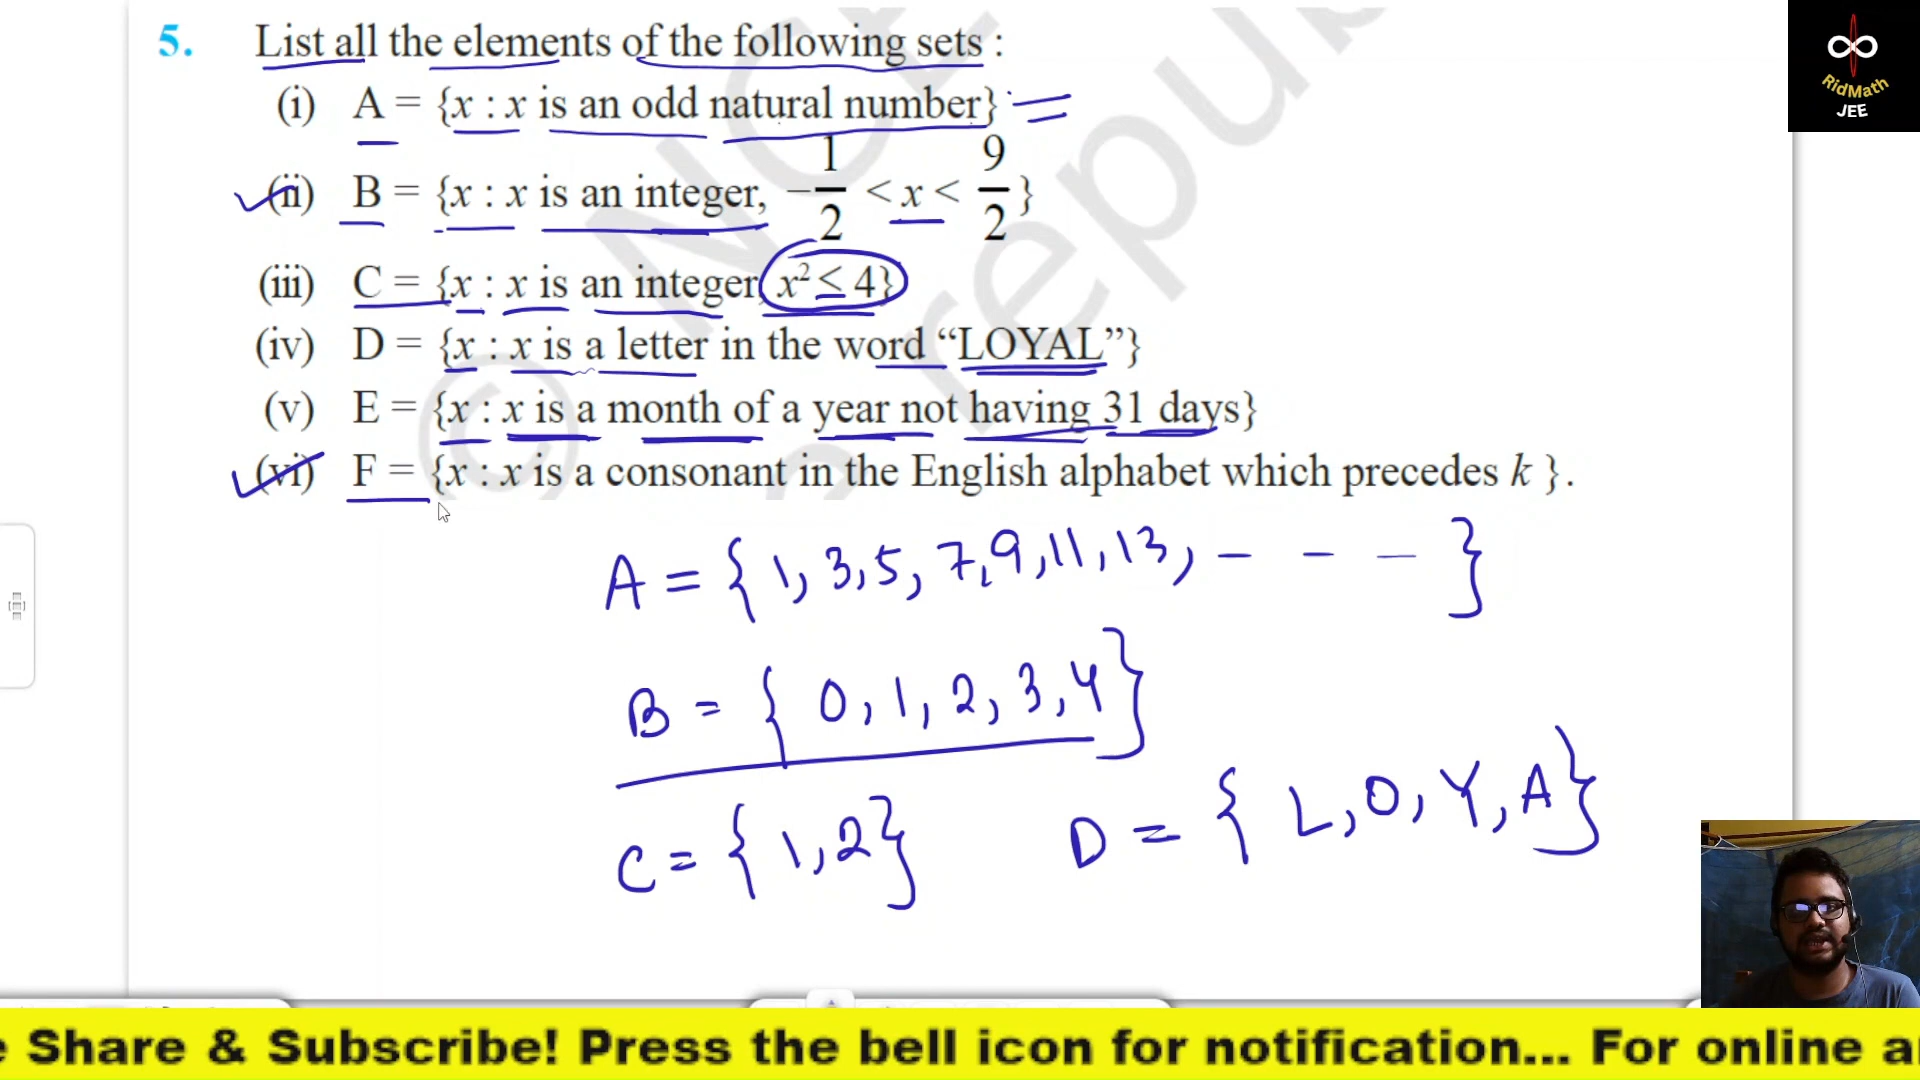 5. List all the elements of the following sets :
(i) A = {x : x is an odd natural number}
(ii) B = {x : x is an integer, -1/2 < x < 9/2}
(iii) C = {x : x is an integer, x² ≤ 4}
(iv) D = {x : x is a letter in the word “LOYAL”}
(v) E = {x : x is a month of a year not having 31 days}
(vi) F = {x : x is a consonant in the English alphabet which precedes k }.
A = { 1, 3, 5, 7, 9, 11, 13, - - - }
B = { 0, 1, 2, 3, 4 }
C = { 1, 2 }
D = { L, O, Y, A }
RidMath
JEE
e Share & Subscribe! Press the bell icon for notification... For online a